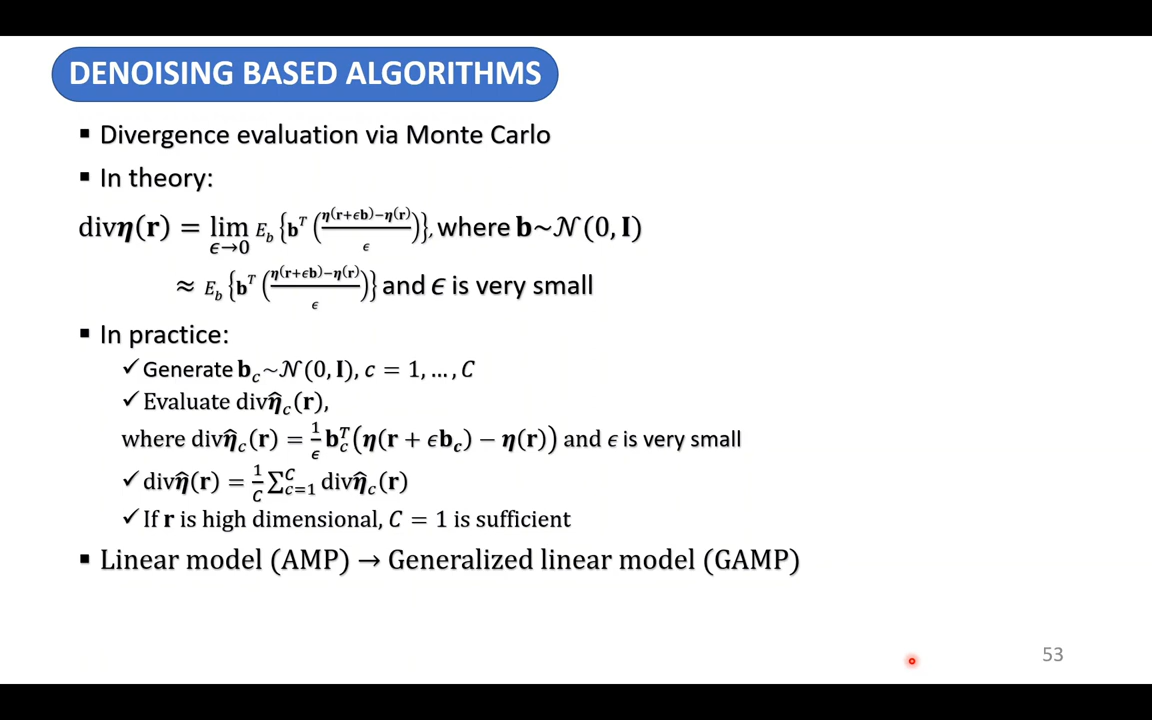 DENOISING BASED ALGORITHMS
▪ Divergence evaluation via Monte Carlo
▪ In theory:
div𝜼(𝐫) = lim_{ϵ→0} E_b {𝐛^T ((𝜼(𝐫+ϵ𝐛)−𝜼(𝐫))/ϵ)}, where 𝐛~𝒩(0, 𝐈)
≈ E_b {𝐛^T ((𝜼(𝐫+ϵ𝐛)−𝜼(𝐫))/ϵ)} and ϵ is very small
▪ In practice:
✓ Generate 𝐛_c~𝒩(0, 𝐈), c = 1, … , C
✓ Evaluate div𝜼̂_c(𝐫),
where div𝜼̂_c(𝐫) = 1/ϵ 𝐛_c^T(𝜼(𝐫 + ϵ𝐛_𝐜) − 𝜼(𝐫)) and ϵ is very small
✓ div𝜼̂(𝐫) = 1/C ∑_{c=1}^{C} div𝜼̂_c(𝐫)
✓ If 𝐫 is high dimensional, C = 1 is sufficient
▪ Linear model (AMP) → Generalized linear model (GAMP)
53